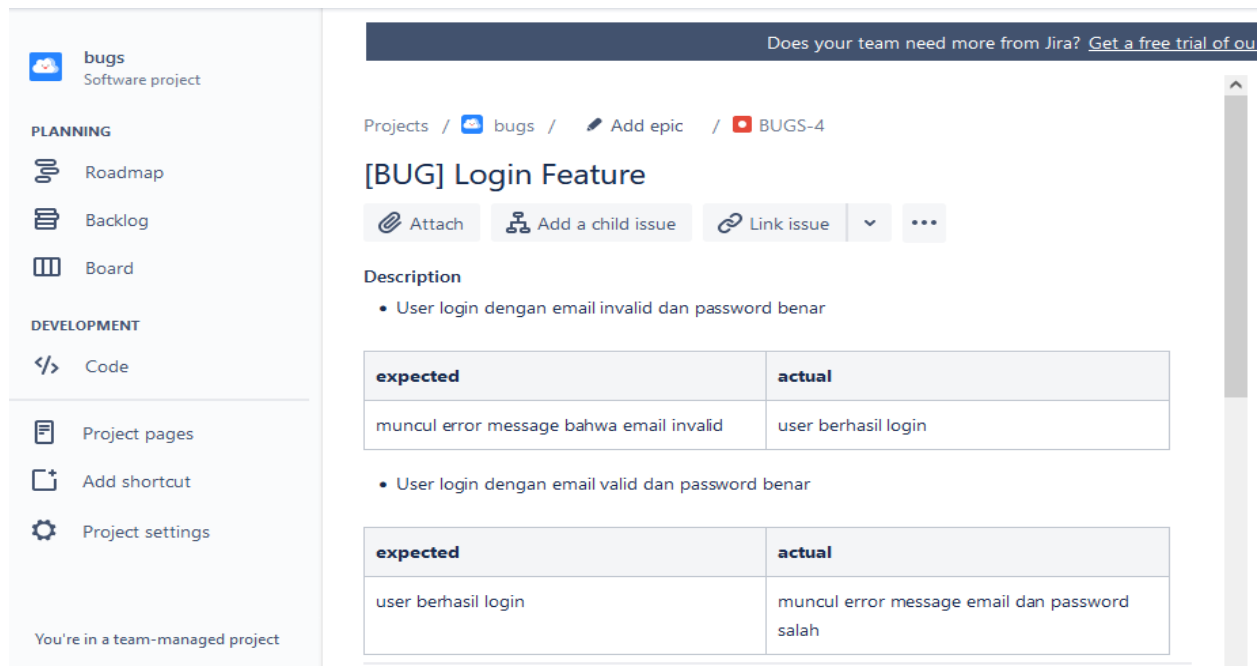 Does your team need more from Jira? Get a free trial of ou
bugs
Software project
PLANNING
Roadmap
Backlog
Board
DEVELOPMENT
Code
Project pages
Add shortcut
Project settings
You're in a team-managed project
Projects / bugs / Add epic / BUGS-4
[BUG] Login Feature
Attach Add a child issue Link issue
Description
• User login dengan email invalid dan password benar
expected actual
muncul error message bahwa email invalid user berhasil login
• User login dengan email valid dan password benar
expected actual
user berhasil login muncul error message email dan password
salah